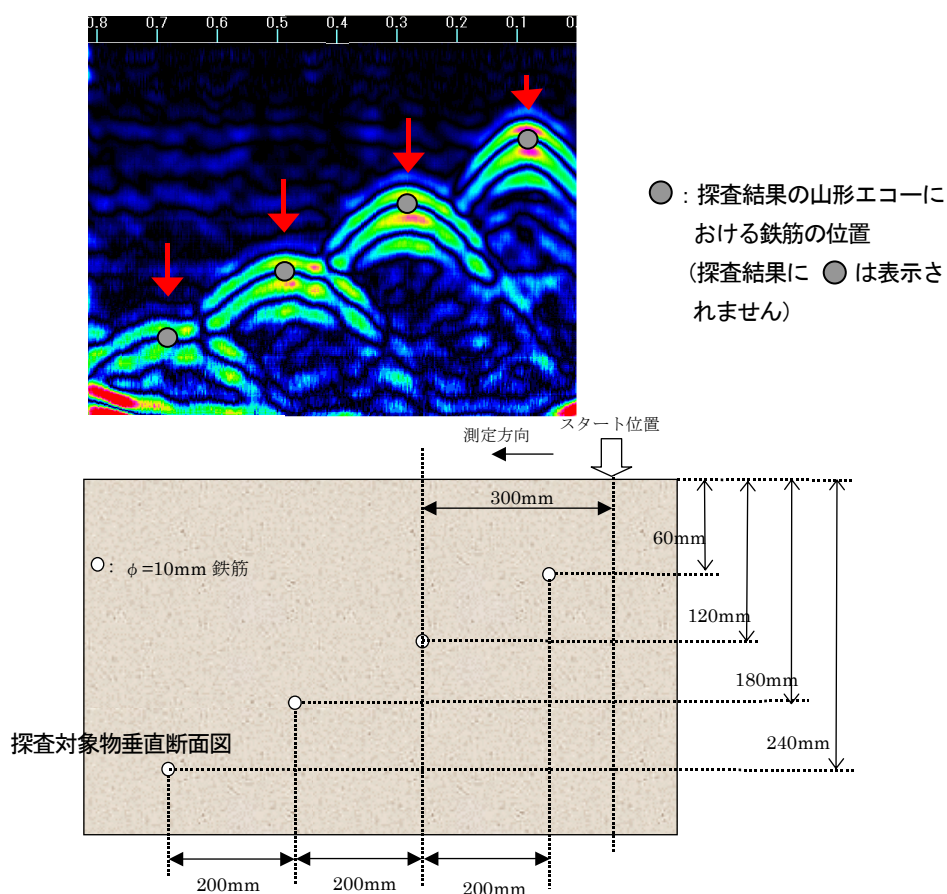 0.8 0.7 0.6 0.5 0.4 0.3 0.2 0.1 0.
: 探査結果の山形エコーに
おける鉄筋の位置
(探査結果に は表示さ
れません)
スタート位置
測定方向
300mm
60mm
: φ=10mm 鉄筋
120mm
180mm
探査対象物垂直断面図
240mm
200mm 200mm 200mm